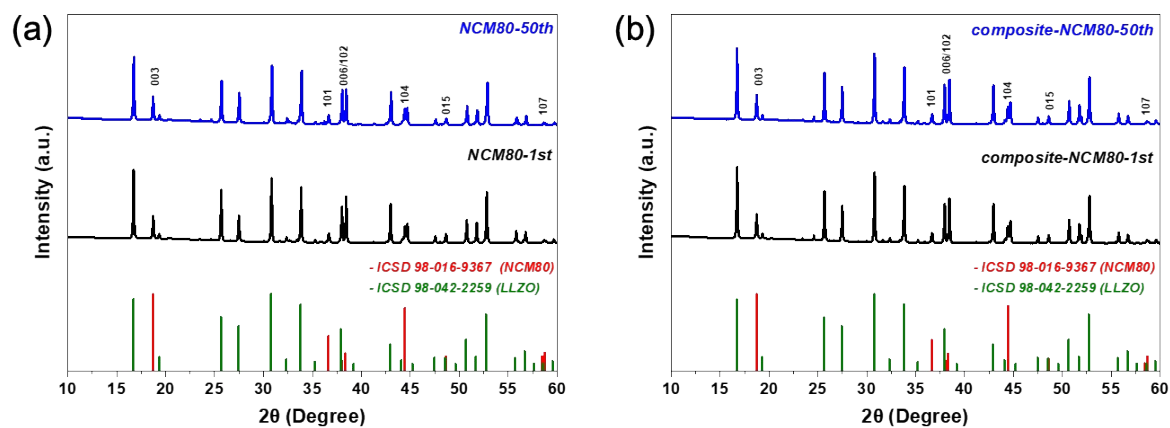 (a)
NCM80-50th
003
101
006/102
104
015
107
NCM80-1st
- ICSD 98-016-9367 (NCM80)
- ICSD 98-042-2259 (LLZO)
Intensity (a.u.)
10 15 20 25 30 35 40 45 50 55 60
2θ (Degree)
(b)
composite-NCM80-50th
003
101
006/102
104
015
107
composite-NCM80-1st
- ICSD 98-016-9367 (NCM80)
- ICSD 98-042-2259 (LLZO)
Intensity (a.u.)
10 15 20 25 30 35 40 45 50 55 60
2θ (Degree)